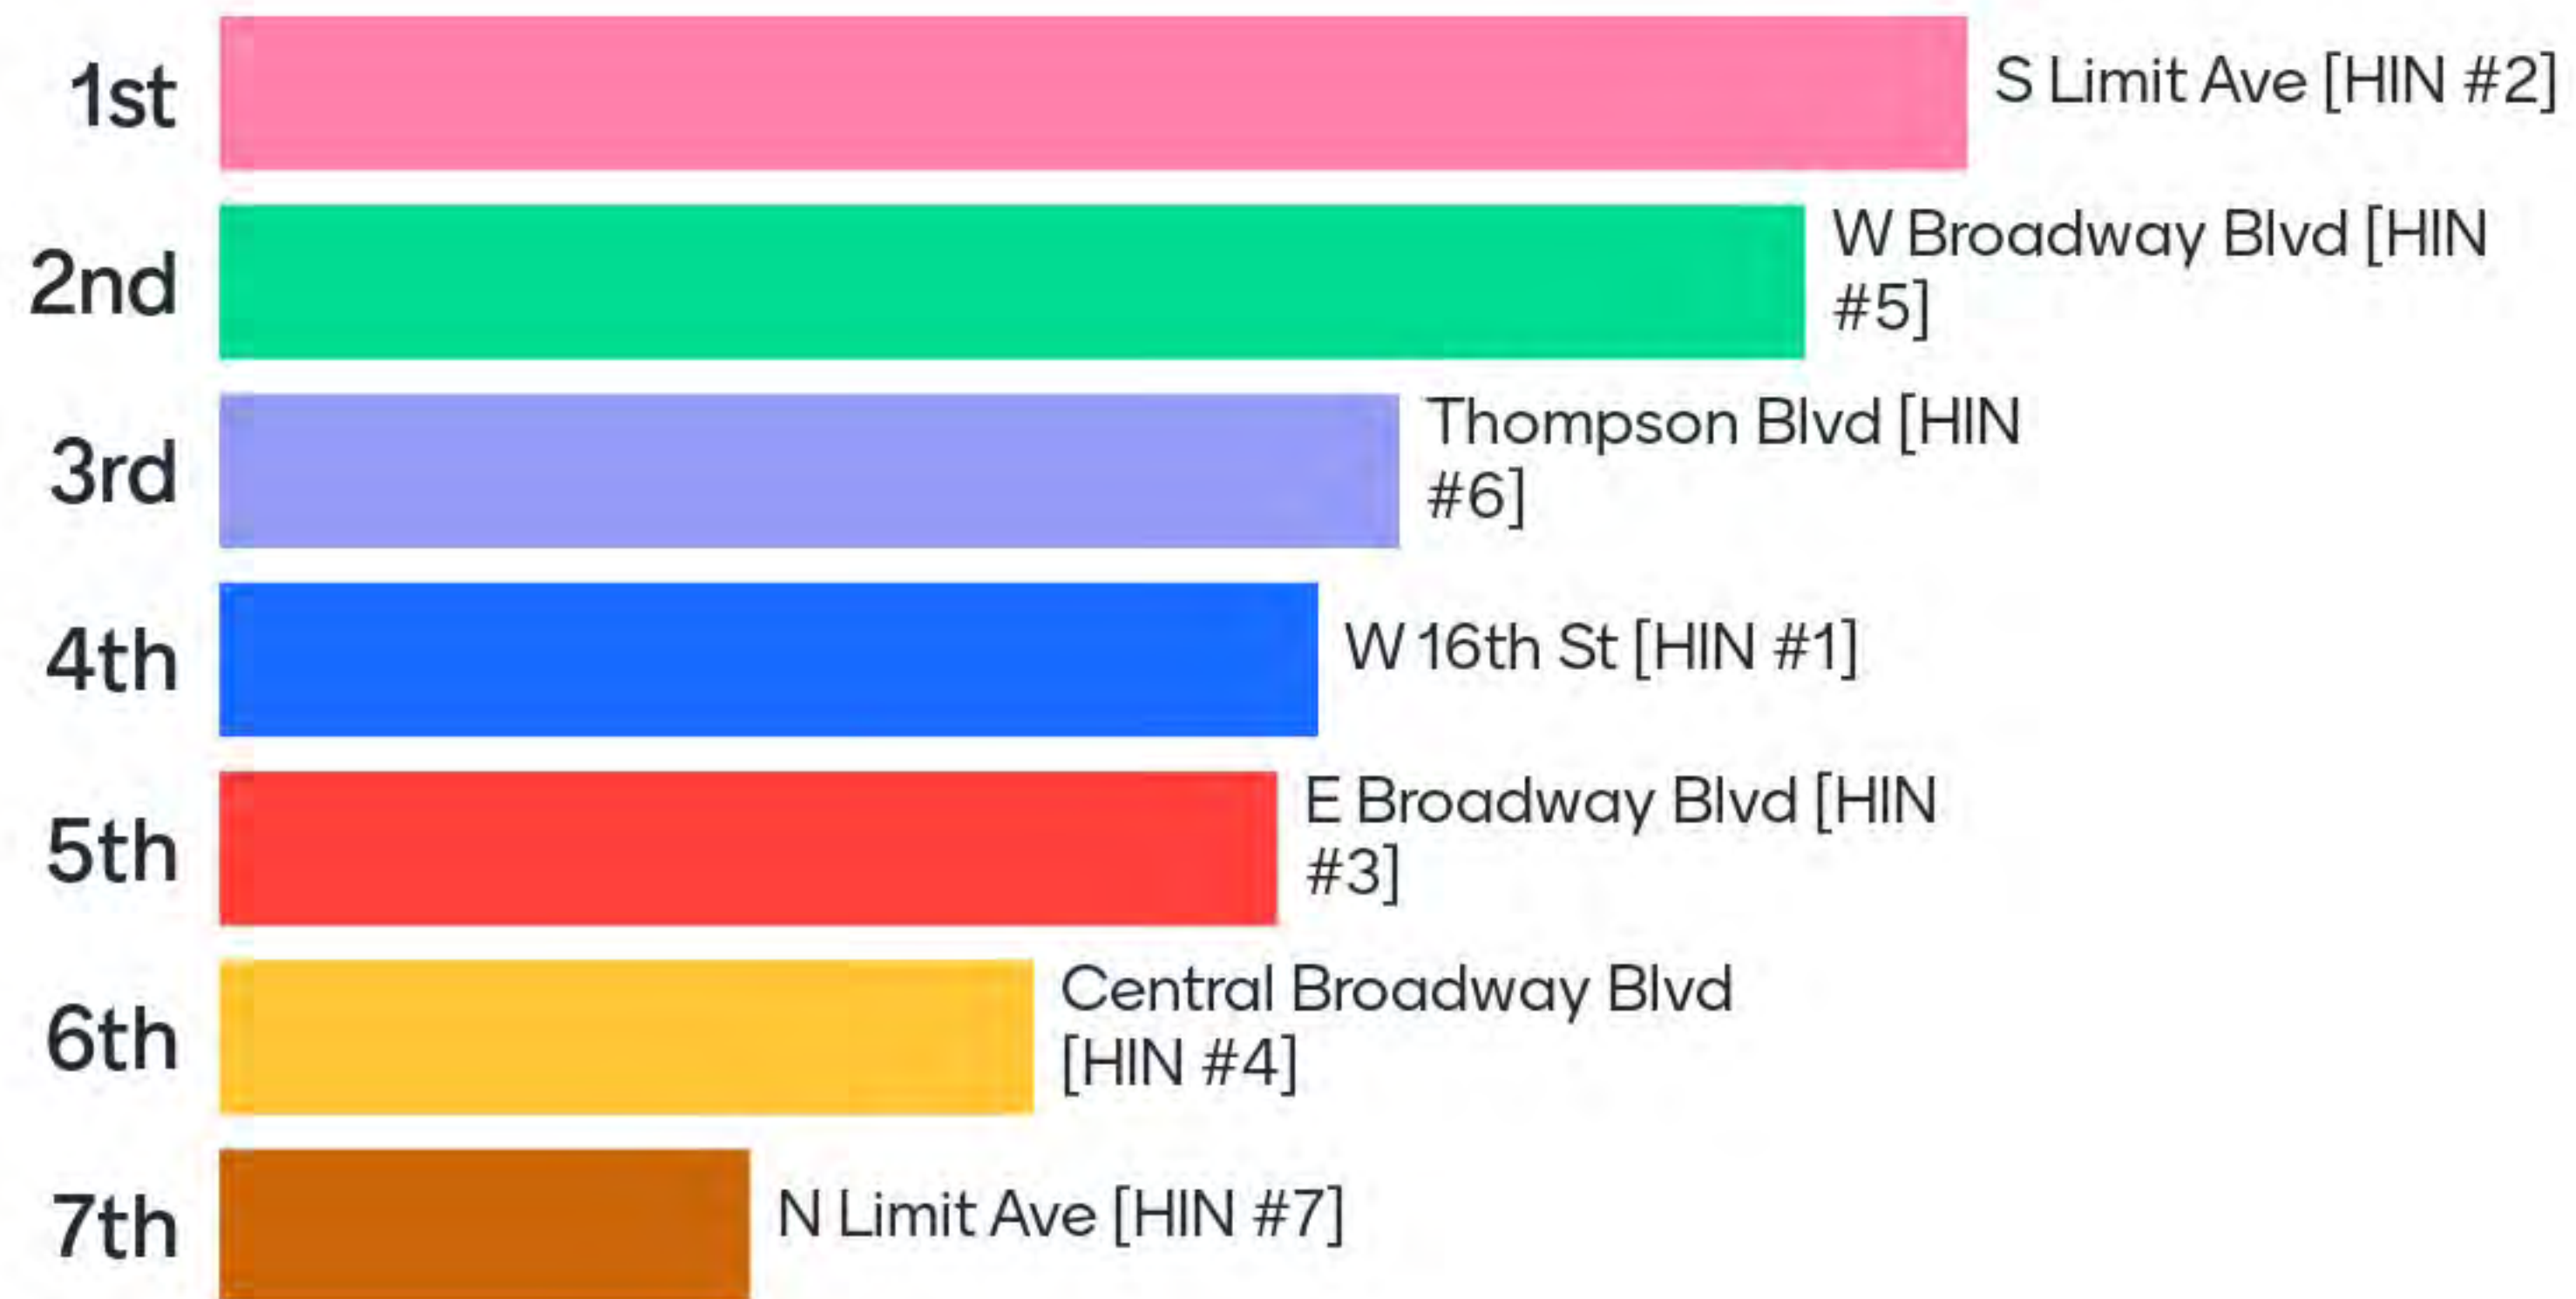 1st
S Limit Ave [HIN #2]
2nd
W Broadway Blvd [HIN
#5]
3rd
Thompson Blvd [HIN
#6]
4th
W 16th St [HIN #1]
5th
E Broadway Blvd [HIN
#3]
6th
Central Broadway Blvd
[HIN #4]
7th
N Limit Ave [HIN #7]